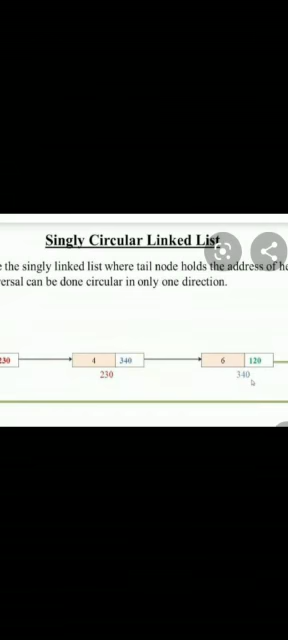 Singly Circular Linked List
the singly linked list where tail node holds the address of
can be done circular in only one direction.
230 4 340 6 120
230 340